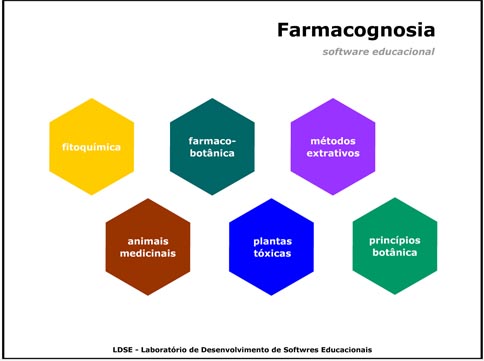 Farmacognosia
software educacional
fitoquímica
farmaco-
botânica
métodos
extrativos
animais
medicinais
plantas
tóxicas
princípios
botânica
LDSE - Laboratório de Desenvolvimento de Softwres Educacionais